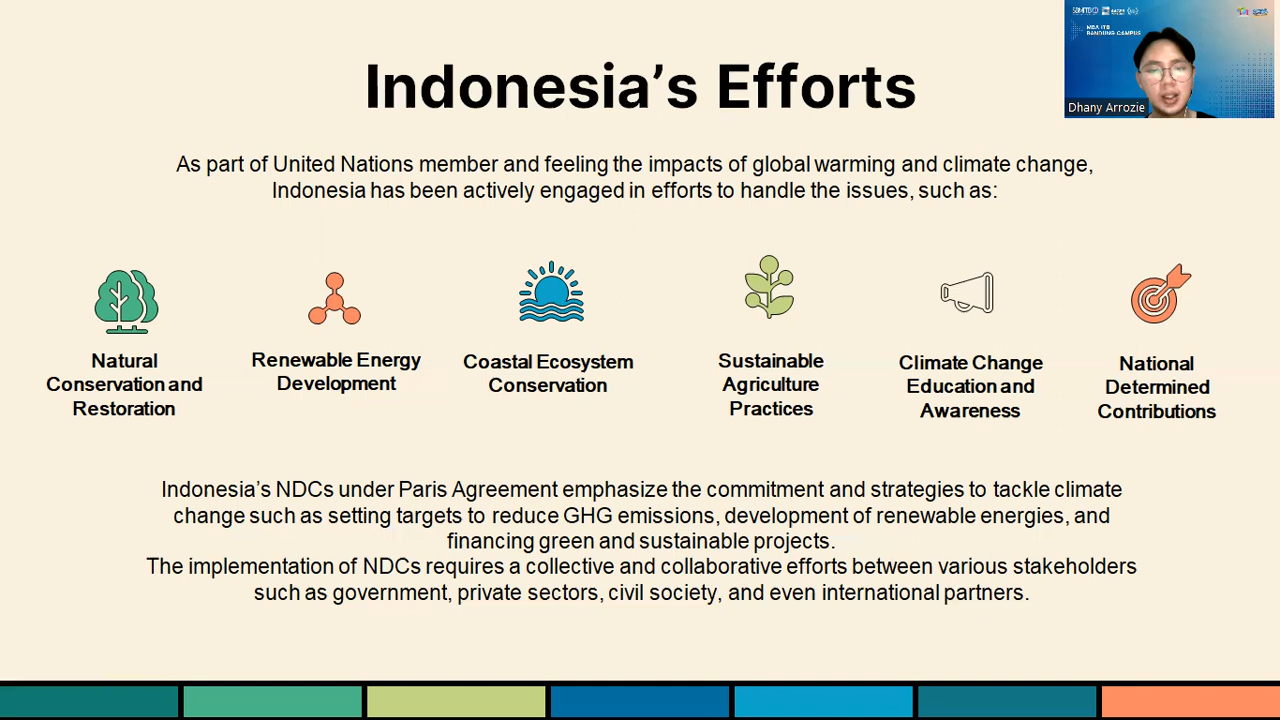 Indonesia's Efforts
As part of United Nations member and feeling the impacts of global warming and climate change,
Indonesia has been actively engaged in efforts to handle the issues, such as:
Natural
Conservation and
Restoration
Renewable Energy
Development
Coastal Ecosystem
Conservation
Sustainable
Agriculture
Practices
Climate Change
Education and
Awareness
National
Determined
Contributions
Indonesia's NDCs under Paris Agreement emphasize the commitment and strategies to tackle climate
change such as setting targets to reduce GHG emissions, development of renewable energies, and
financing green and sustainable projects.
The implementation of NDCs requires a collective and collaborative efforts between various stakeholders
such as government, private sectors, civil society, and even international partners.
MBA ITB
BANDUNG CAMPUS
Dhany Arrozie